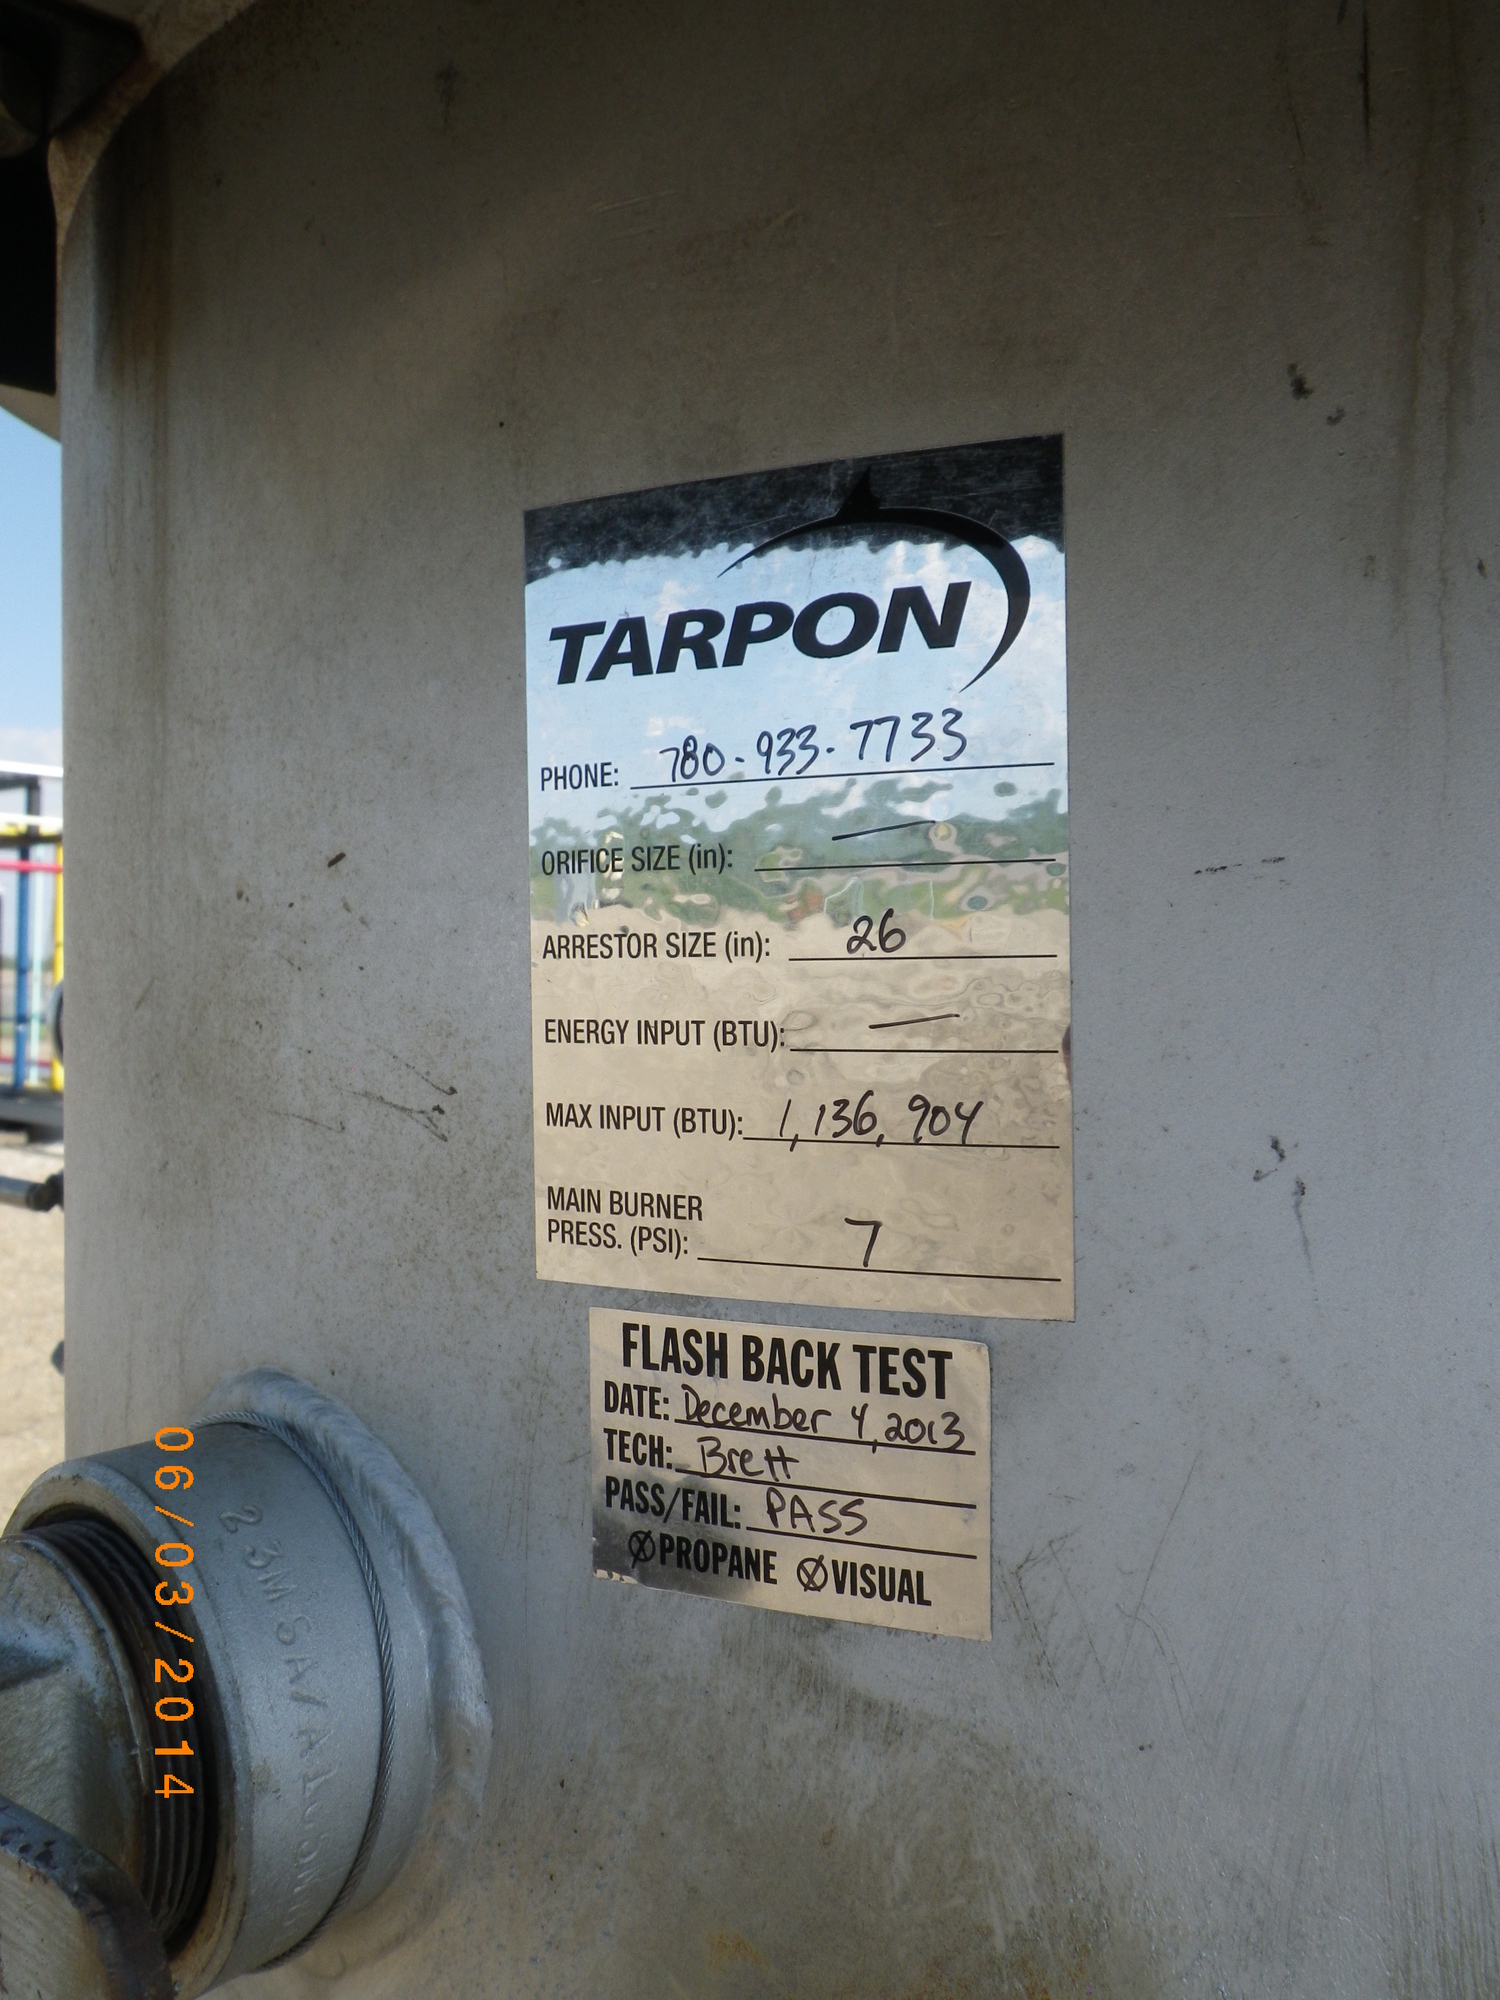 TARPON
PHONE: 780-933-7733
ORIFICE SIZE (in): —
ARRESTOR SIZE (in): 26
ENERGY INPUT (BTU): —
MAX INPUT (BTU): 1,136,904
MAIN BURNER
PRESS. (PSI): 7
FLASH BACK TEST
DATE: December 4, 2013
TECH: Brett
PASS/FAIL: PASS
PROPANE VISUAL
06/03/2014